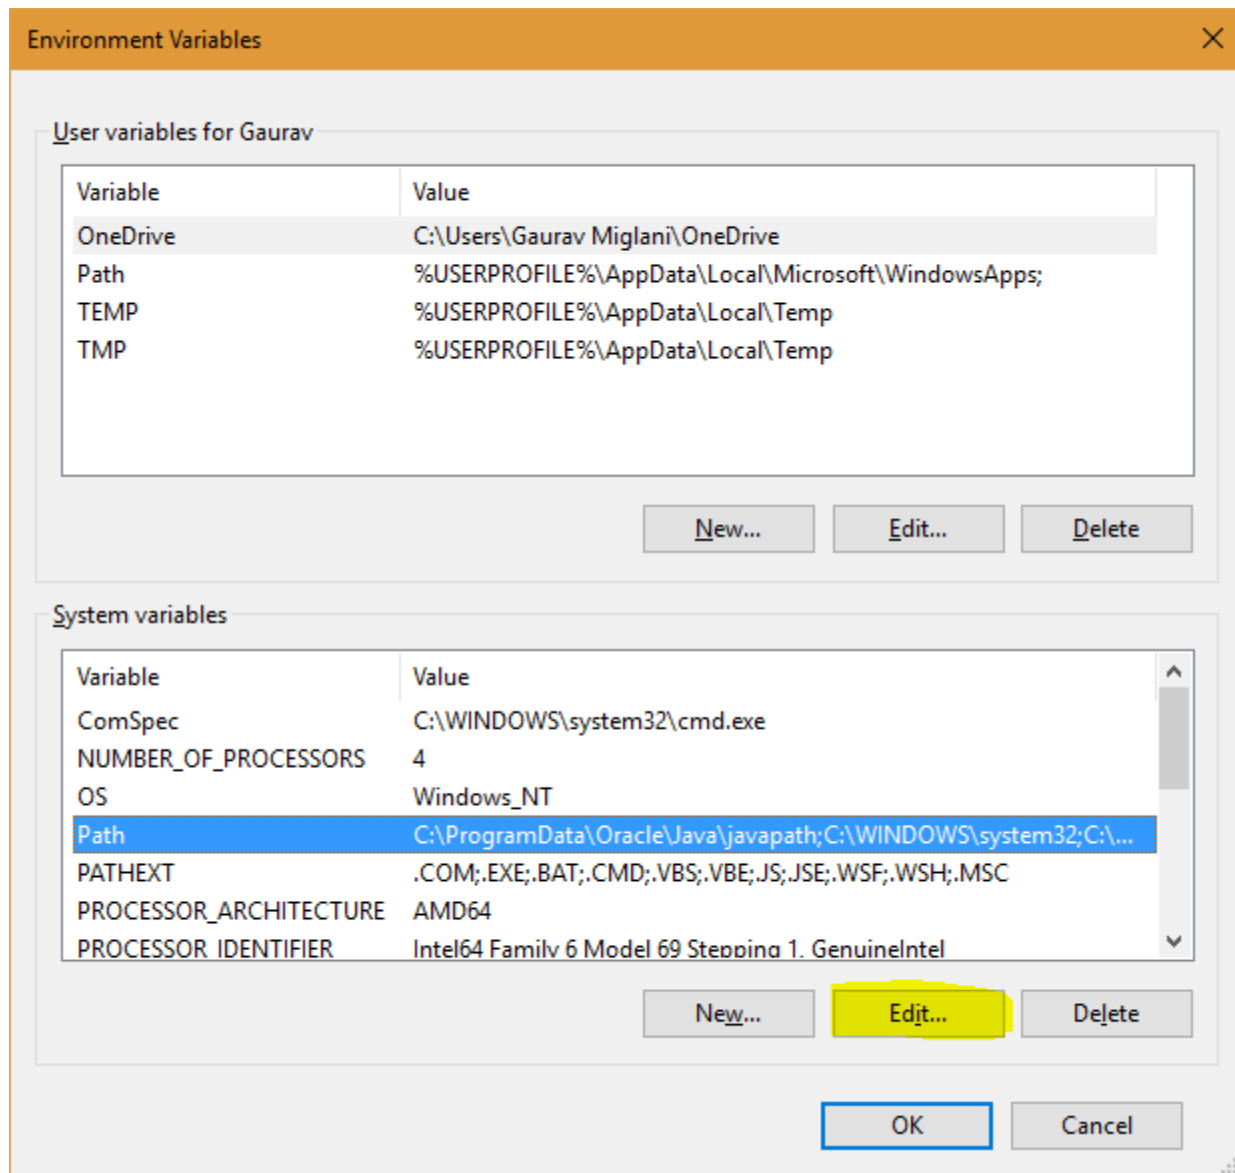 Environment Variables
User variables for Gaurav
Variable Value
OneDrive C:\Users\Gaurav Miglani\OneDrive
Path %USERPROFILE%\AppData\Local\Microsoft\WindowsApps;
TEMP %USERPROFILE%\AppData\Local\Temp
TMP %USERPROFILE%\AppData\Local\Temp
New... Edit... Delete
System variables
Variable Value
ComSpec C:\WINDOWS\system32\cmd.exe
NUMBER_OF_PROCESSORS 4
OS Windows_NT
Path C:\ProgramData\Oracle\Java\javapath;C:\WINDOWS\system32;C:\...
PATHEXT .COM;.EXE;.BAT;.CMD;.VBS;.VBE;.JS;.JSE;.WSF;.WSH;.MSC
PROCESSOR_ARCHITECTURE AMD64
PROCESSOR_IDENTIFIER Intel64 Family 6 Model 69 Stepping 1, GenuineIntel
New... Edit... Delete
OK Cancel